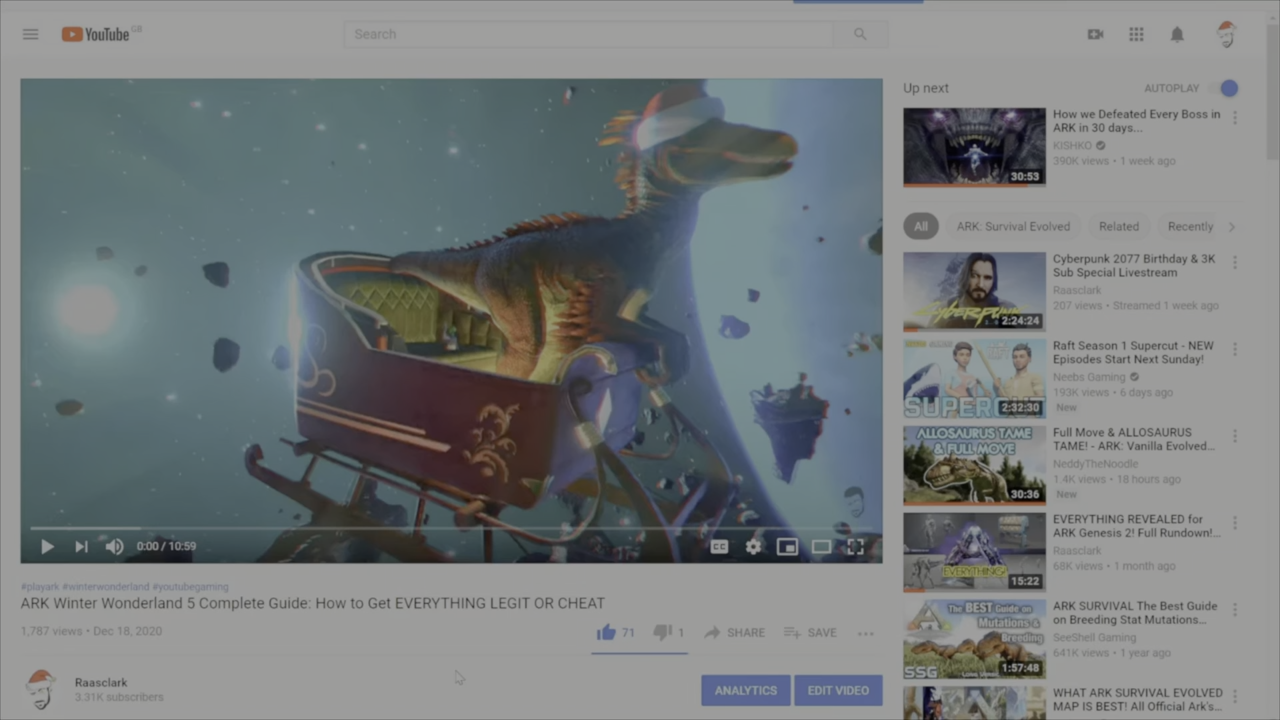 YouTube GB
Search
Up next
AUTOPLAY
How we Defeated Every Boss in
ARK in 30 days...
KISHKO
390K views • 1 week ago
30:53
All
ARK: Survival Evolved
Related
Recently
Cyberpunk 2077 Birthday & 3K
Sub Special Livestream
Raasclark
207 views • Streamed 1 week ago
CYBERPUNK
2:24:24
Raft Season 1 Supercut - NEW
Episodes Start Next Sunday!
Neebs Gaming
193K views • 6 days ago
New
2:32:30
ALLOSAURUS TAME
& FULL MOVE
30:36
Full Move & ALLOSAURUS
TAME! - ARK: Vanilla Evolved...
NeddyTheNoodle
1.4K views • 18 hours ago
New
EVERYTHING REVEALED for
ARK Genesis 2! Full Rundown!...
Raasclark
68K views • 1 month ago
EVERYTHING!
15:22
The BEST Guide on
Mutations &
Breeding
SSG
1:57:48
ARK SURVIVAL The Best Guide
on Breeding Stat Mutations...
SeeShell Gaming
641K views • 1 year ago
WHAT ARK SURVIVAL EVOLVED
MAP IS BEST! All Official Ark's...
0:00 / 10:59
CC
#playark #winterwonderland #youtubegaming
ARK Winter Wonderland 5 Complete Guide: How to Get EVERYTHING LEGIT OR CHEAT
1,787 views • Dec 18, 2020
71
1
SHARE
SAVE
Raasclark
3.31K subscribers
ANALYTICS
EDIT VIDEO